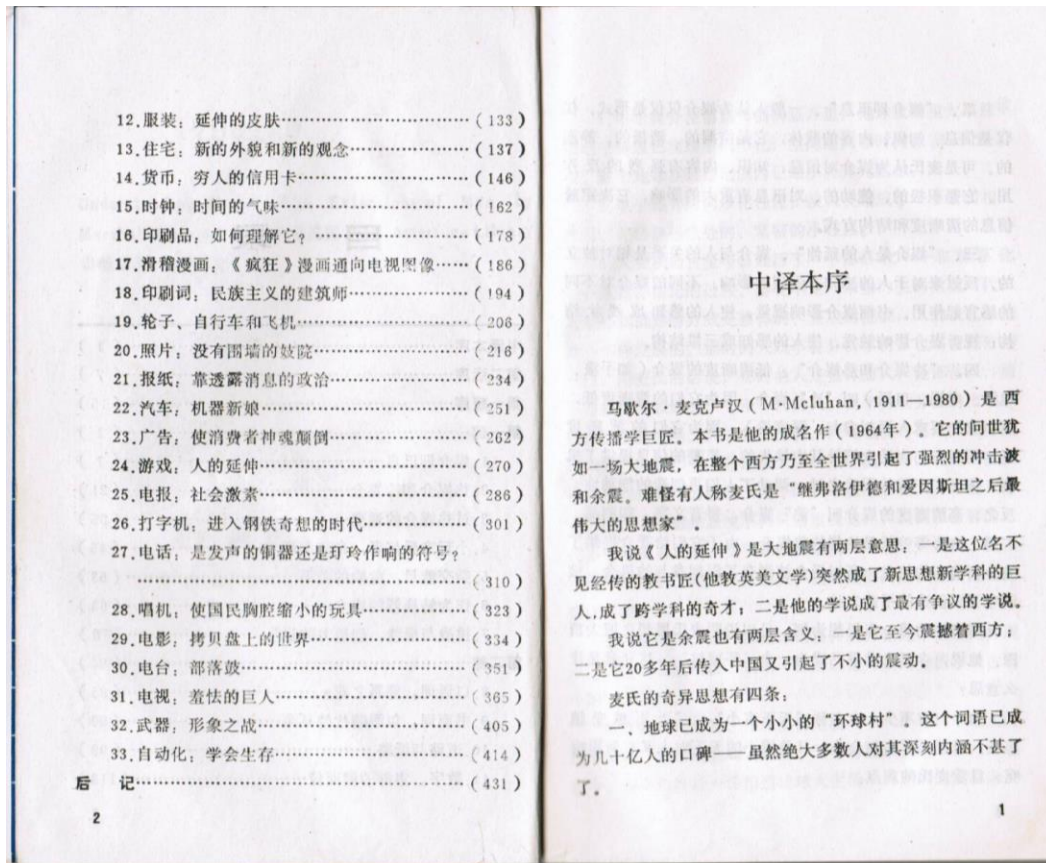 12.服装：延伸的皮肤……………………………(133)
13.住宅：新的外貌和新的观念…………………(137)
14.货币：穷人的信用卡…………………………(146)
15.时钟：时间的气味……………………………(162)
16.印刷品：如何理解它？………………………(178)
17.滑稽漫画：《疯狂》漫画通向电视图像……(186)
18.印刷词：民族主义的建筑师…………………(194)
19.轮子、自行车和飞机…………………………(206)
20.照片：没有围墙的妓院………………………(216)
21.报纸：靠透露消息的政治……………………(234)
22.汽车：机器新娘………………………………(251)
23.广告：使消费者神魂颠倒……………………(262)
24.游戏：人的延伸………………………………(270)
25.电报：社会激素………………………………(286)
26.打字机：进入钢铁奇想的时代………………(301)
27.电话：是发声的铜器还是玎玲作响的符号？
……………………………………………………(310)
28.唱机：使国民胸腔缩小的玩具………………(323)
29.电影：拷贝盘上的世界………………………(334)
30.电台：部落鼓…………………………………(351)
31.电视：羞怯的巨人……………………………(365)
32.武器：形象之战………………………………(405)
33.自动化：学会生存……………………………(414)
后　记……………………………………………(431)
2
中译本序
马歇尔·麦克卢汉（M·Mcluhan，1911—1980）是西
方传播学巨匠。本书是他的成名作（1964年）。它的问世犹
如一场大地震，在整个西方乃至全世界引起了强烈的冲击波
和余震。难怪有人称麦氏是“继弗洛伊德和爱因斯坦之后最
伟大的思想家”。
我说《人的延伸》是大地震有两层意思：一是这位名不
见经传的教书匠(他教英美文学)突然成了新思想新学科的巨
人，成了跨学科的奇才；二是他的学说成了最有争议的学说。
我说它是余震也有两层含义：一是它至今震撼着西方；
二是它20多年后传入中国又引起了不小的震动。
麦氏的奇异思想有四条：
一、地球已成为一个小小的“环球村”。这个词语已成
为几十亿人的口碑——虽然绝大多数人对其深刻内涵不甚了
了。
1